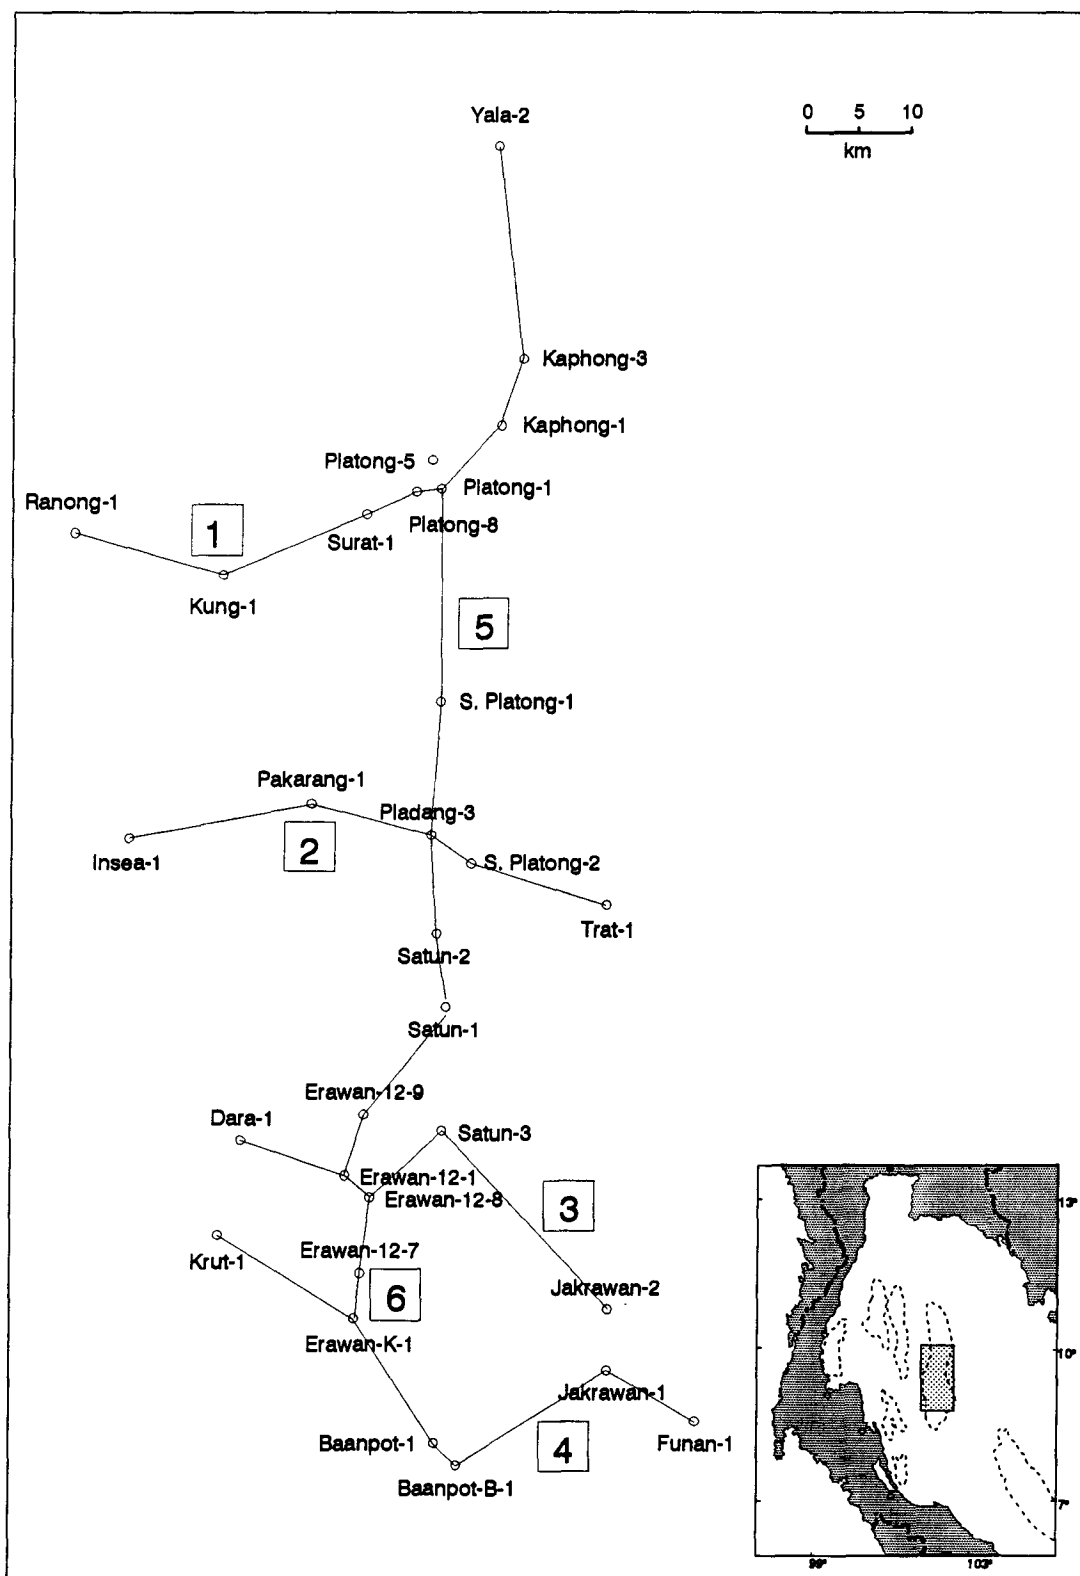 Yala-2
0 5 10
km
Kaphong-3
Kaphong-1
Platong-5
Platong-1
Ranong-1
Platong-8
1
Surat-1
Kung-1
5
S. Platong-1
Pakarang-1
Pladang-3
Insea-1
2
S. Platong-2
Trat-1
Satun-2
Satun-1
Erawan-12-9
Dara-1
Satun-3
Erawan-12-1
Erawan-12-8
3
13°
Krut-1
Erawan-12-7
6
Jakrawan-2
Erawan-K-1
10°
Jakrawan-1
Baanpot-1
4
Funan-1
Baanpot-B-1
7°
99° 103°